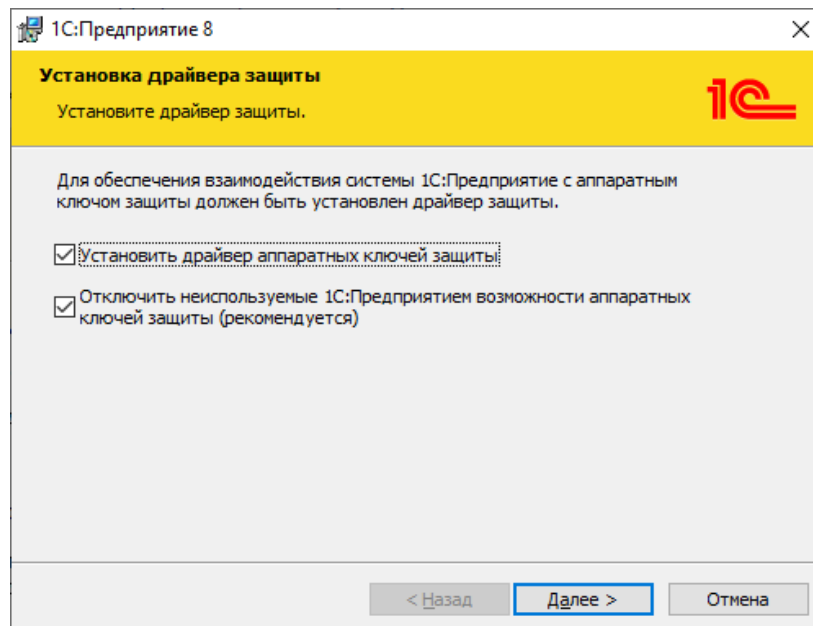 1С:Предприятие 8
Установка драйвера защиты
Установите драйвер защиты.
1С
Для обеспечения взаимодействия системы 1С:Предприятие с аппаратным
ключом защиты должен быть установлен драйвер защиты.
Установить драйвер аппаратных ключей защиты
Отключить неиспользуемые 1С:Предприятием возможности аппаратных
ключей защиты (рекомендуется)
< Назад
Далее >
Отмена